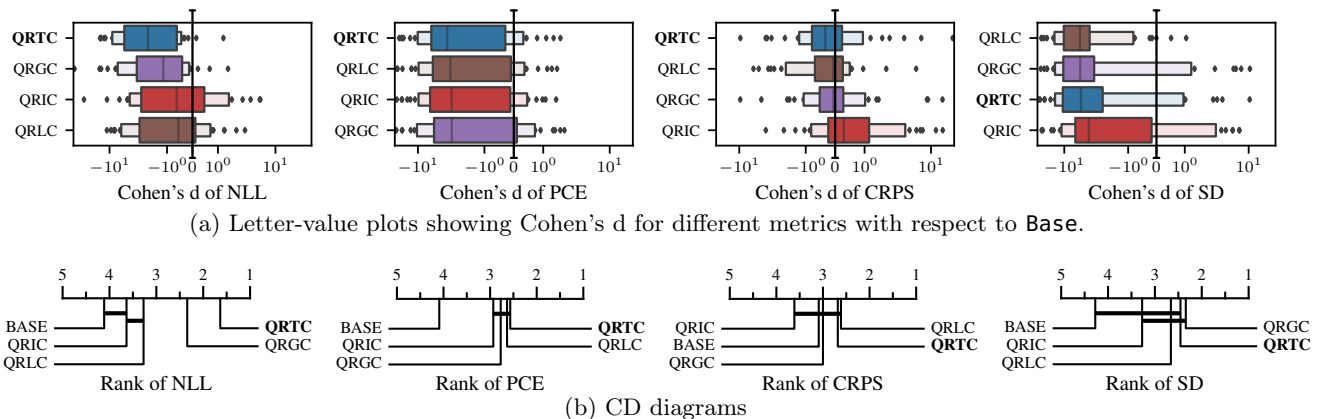 QRTC
QRGC
QRIC
QRLC
−10¹ 0 10⁰ 10¹
Cohen's d of NLL
QRTC
QRLC
QRIC
QRGC
−10¹ 0 10⁰ 10¹
Cohen's d of PCE
QRTC
QRLC
QRGC
QRIC
−10¹ 0 10⁰ 10¹
Cohen's d of CRPS
QRLC
QRGC
QRTC
QRIC
−10¹ 0 10⁰ 10¹
Cohen's d of SD
(a) Letter-value plots showing Cohen's d for different metrics with respect to Base.
5 4 3 2 1
BASE QRTC
QRIC QRGC
QRLC
Rank of NLL
5 4 3 2 1
BASE QRTC
QRIC QRLC
QRGC
Rank of PCE
5 4 3 2 1
QRIC QRLC
BASE QRTC
QRGC
Rank of CRPS
5 4 3 2 1
BASE QRGC
QRIC QRTC
QRLC
Rank of SD
(b) CD diagrams